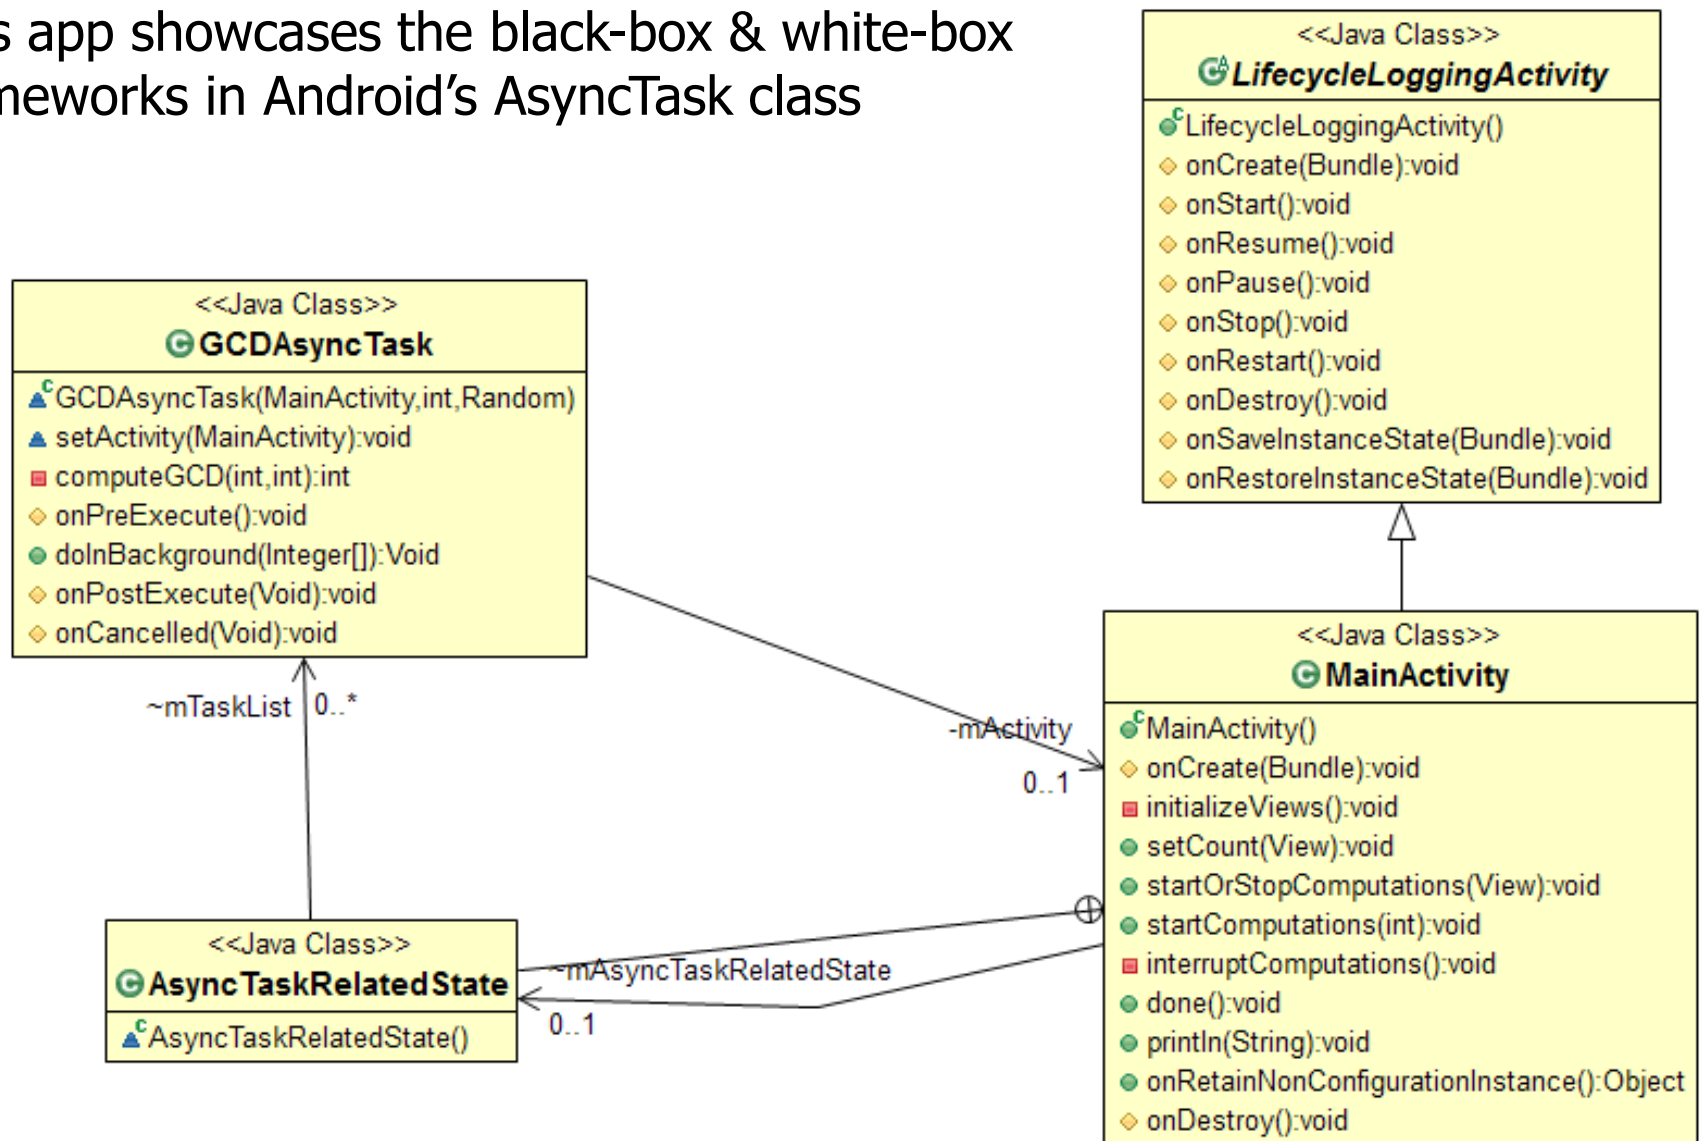 s app showcases the black-box & white-box
meworks in Android's AsyncTask class
<<Java Class>>
LifecycleLoggingActivity
LifecycleLoggingActivity()
onCreate(Bundle):void
onStart():void
onResume():void
onPause():void
onStop():void
onRestart():void
onDestroy():void
onSaveInstanceState(Bundle):void
onRestoreInstanceState(Bundle):void
<<Java Class>>
GCDAsyncTask
GCDAsyncTask(MainActivity,int,Random)
setActivity(MainActivity):void
computeGCD(int,int):int
onPreExecute():void
doInBackground(Integer[]):Void
onPostExecute(Void):void
onCancelled(Void):void
~mTaskList 0..*
-mActivity
0..1
<<Java Class>>
MainActivity
MainActivity()
onCreate(Bundle):void
initializeViews():void
setCount(View):void
startOrStopComputations(View):void
startComputations(int):void
interruptComputations():void
done():void
println(String):void
onRetainNonConfigurationInstance():Object
onDestroy():void
<<Java Class>>
AsyncTaskRelatedState
AsyncTaskRelatedState()
~mAsyncTaskRelatedState
0..1